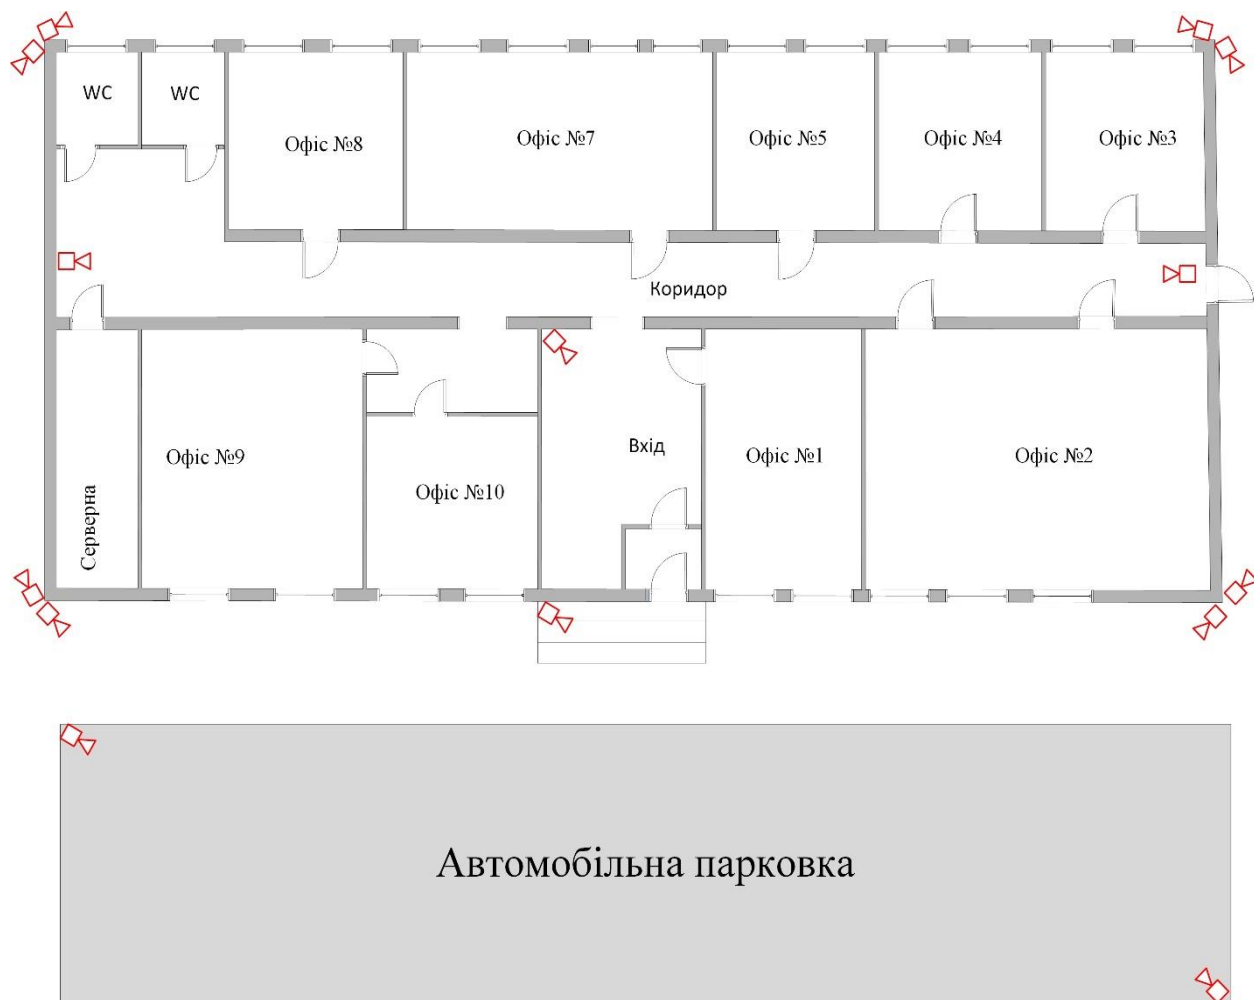 WC
WC
Офіс №8
Офіс №7
Офіс №5
Офіс №4
Офіс №3
Коридор
Вхід
Офіс №9
Офіс №1
Офіс №2
Офіс №10
Серверна
Автомобільна парковка